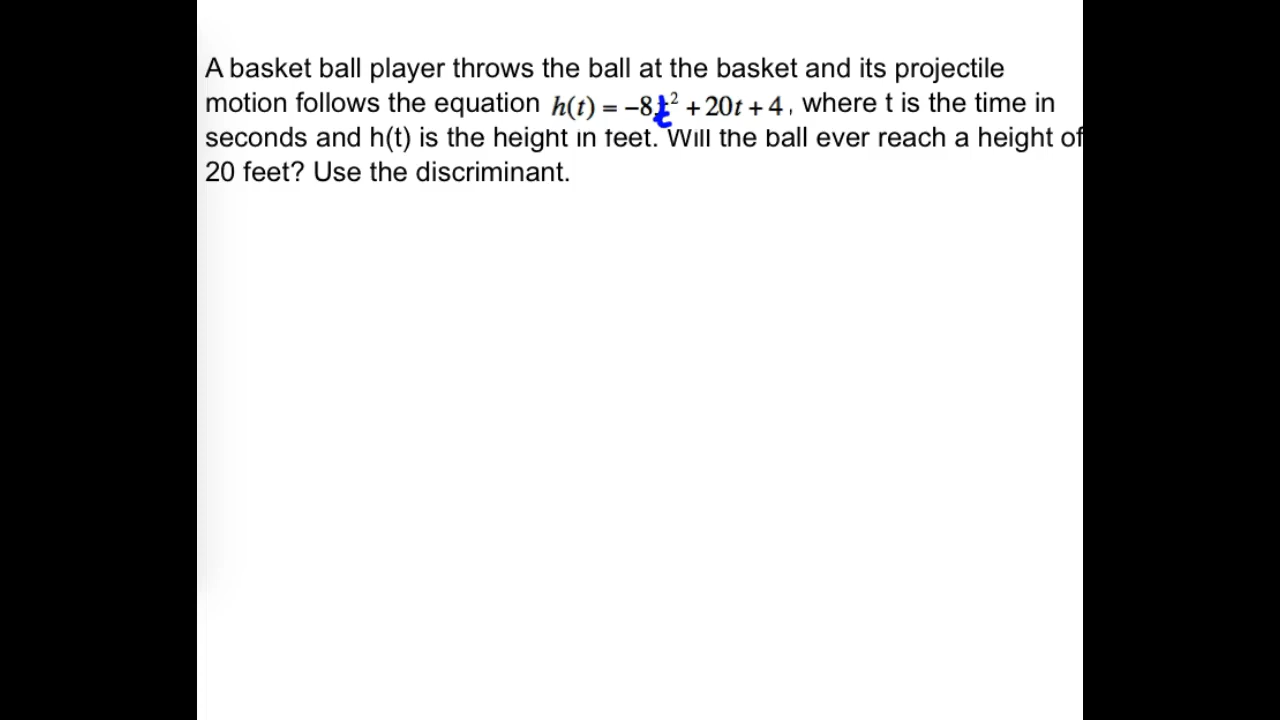 A basket ball player throws the ball at the basket and its projectile
motion follows the equation h(t) = −8t² + 20t + 4, where t is the time in
seconds and h(t) is the height in feet. Will the ball ever reach a height of
20 feet? Use the discriminant.